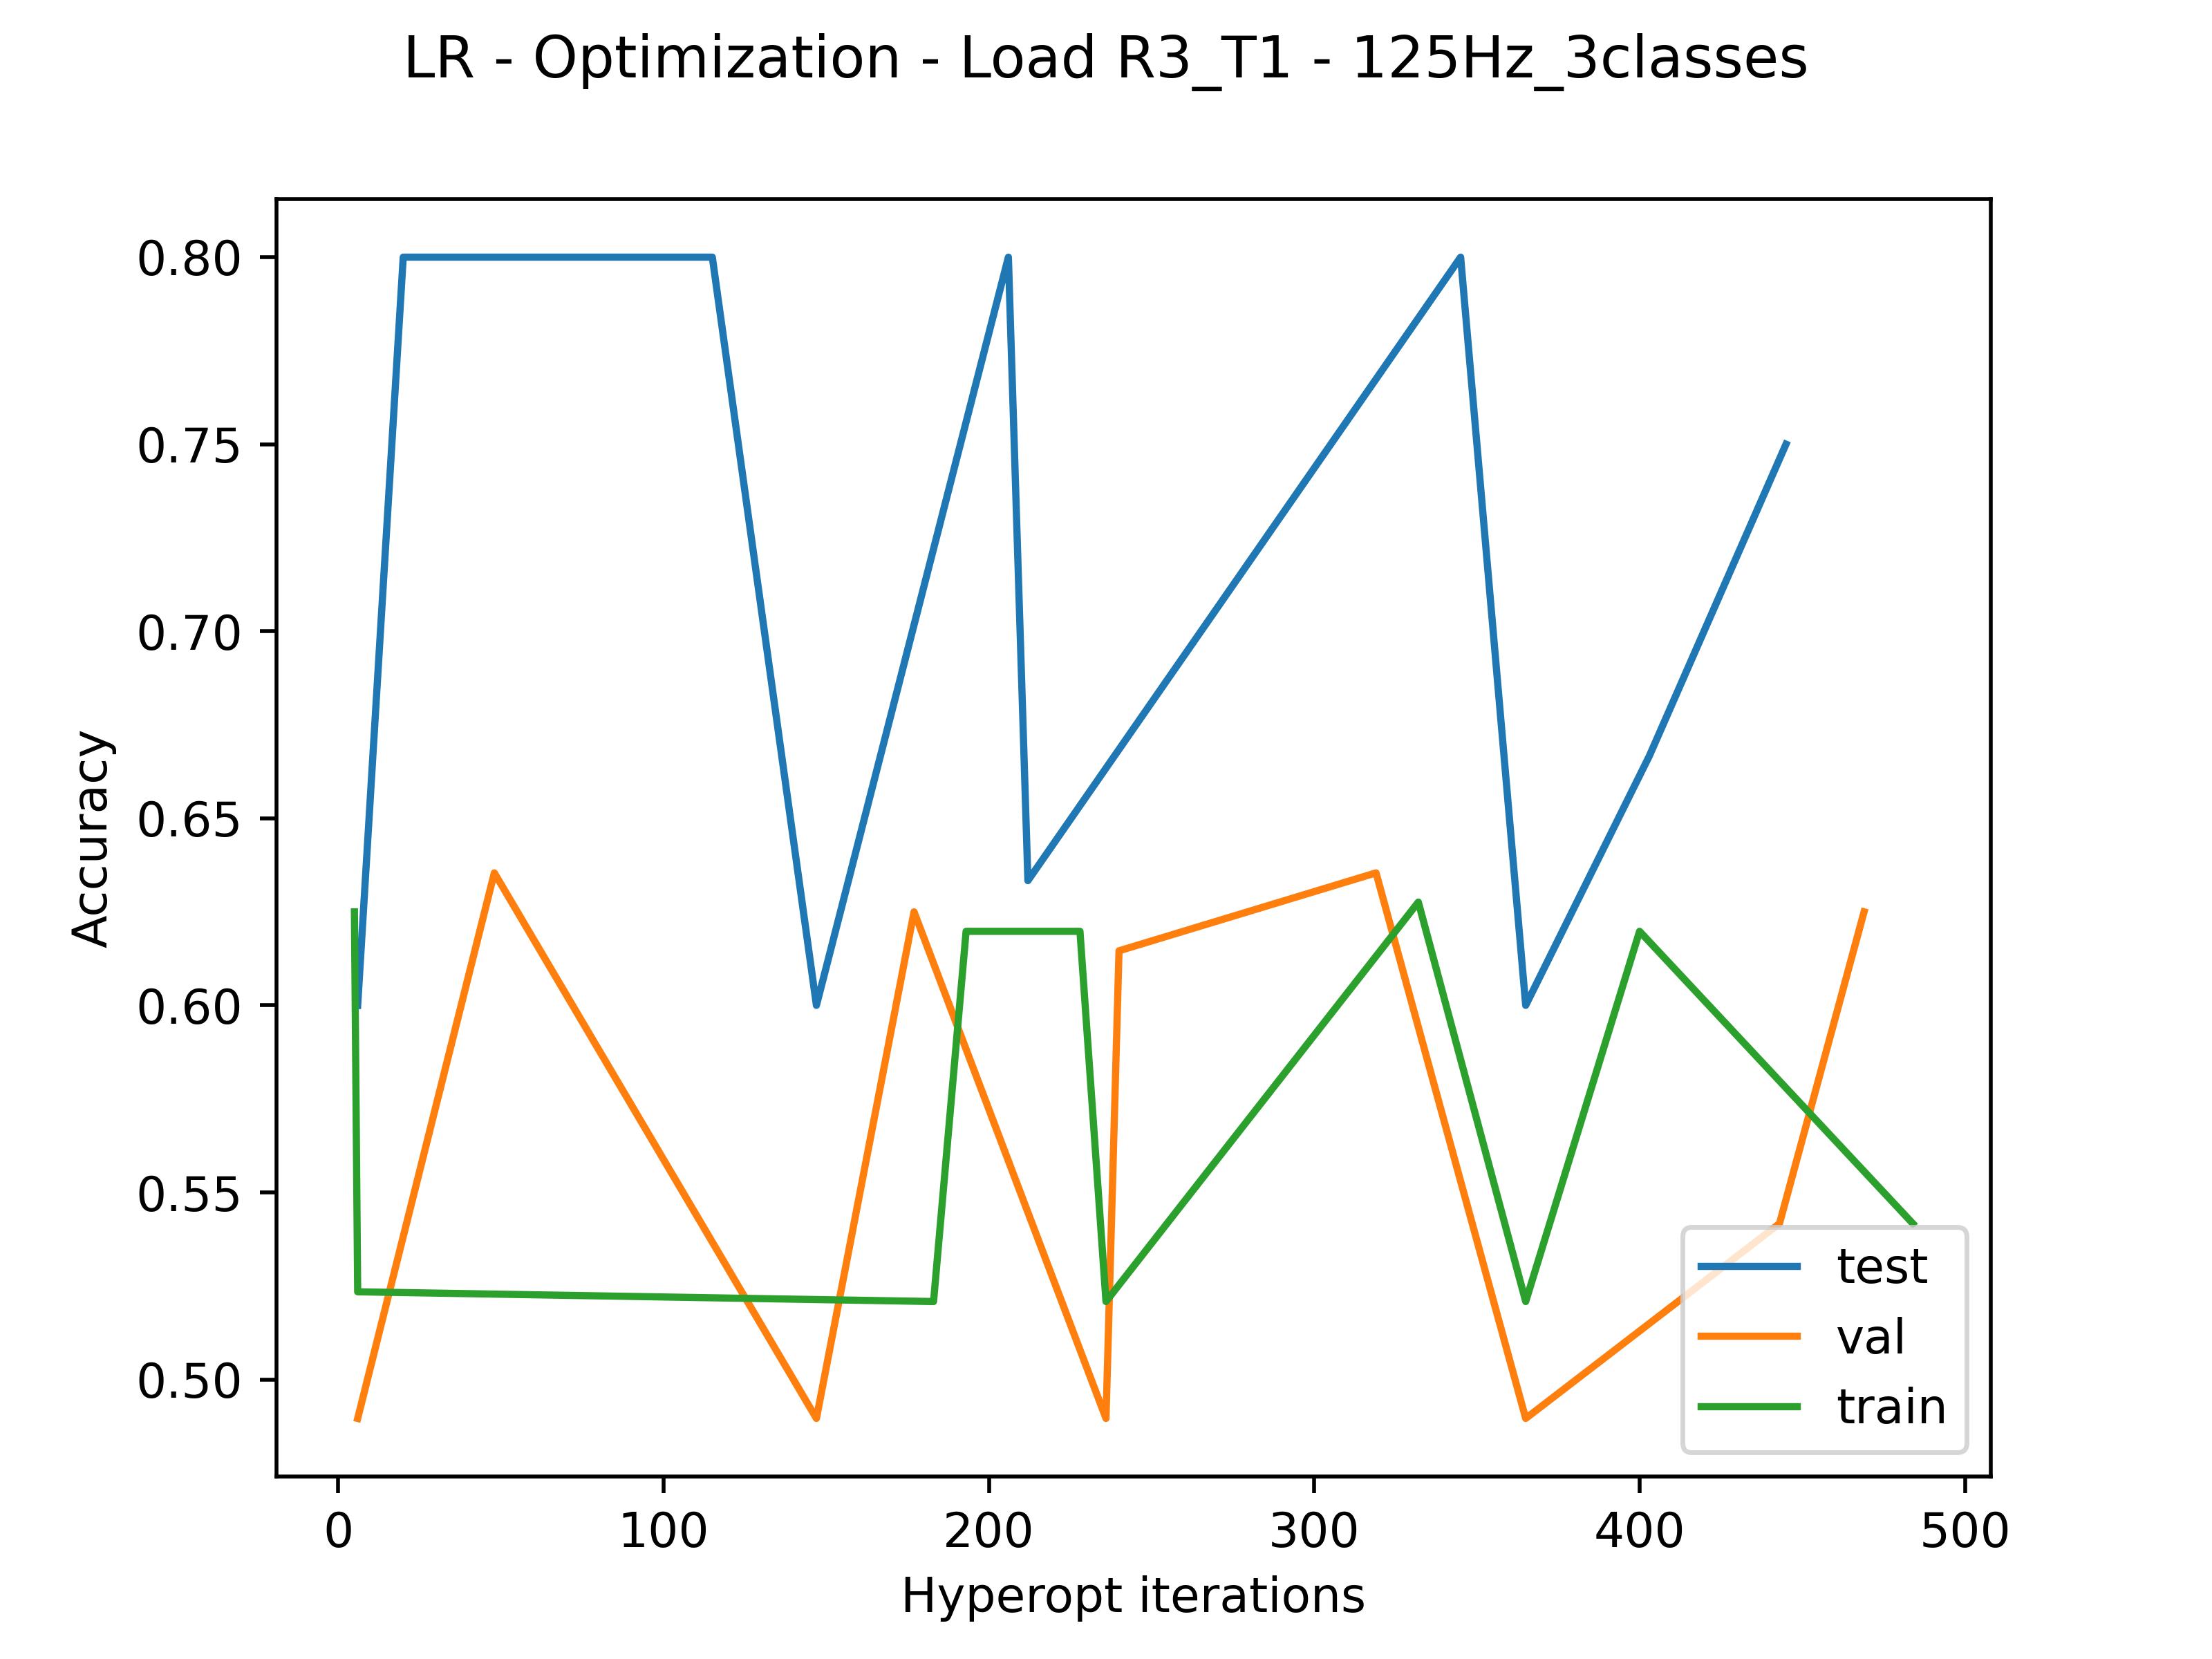 LR - Optimization - Load R3_T1 - 125Hz_3classes
0.80
0.75
0.70
0.65
0.60
0.55
0.50
Accuracy
0 100 200 300 400 500
Hyperopt iterations
test
val
train